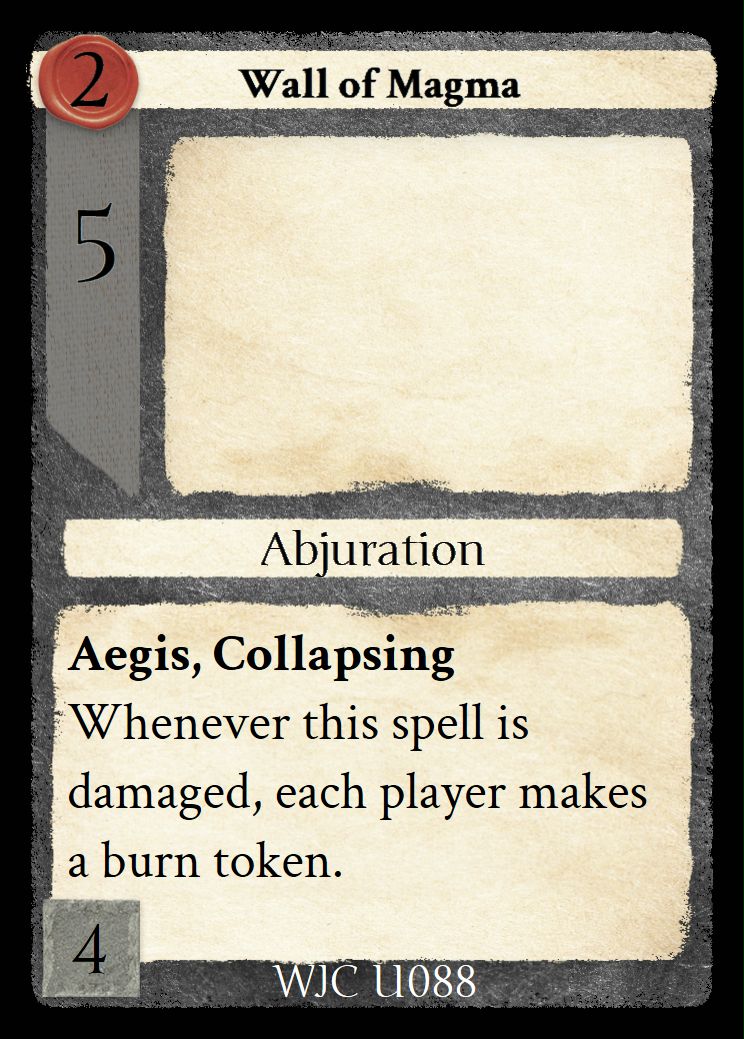 2
Wall of Magma
5
Abjuration
Aegis, Collapsing
Whenever this spell is
damaged, each player makes
a burn token.
4
WJC U088